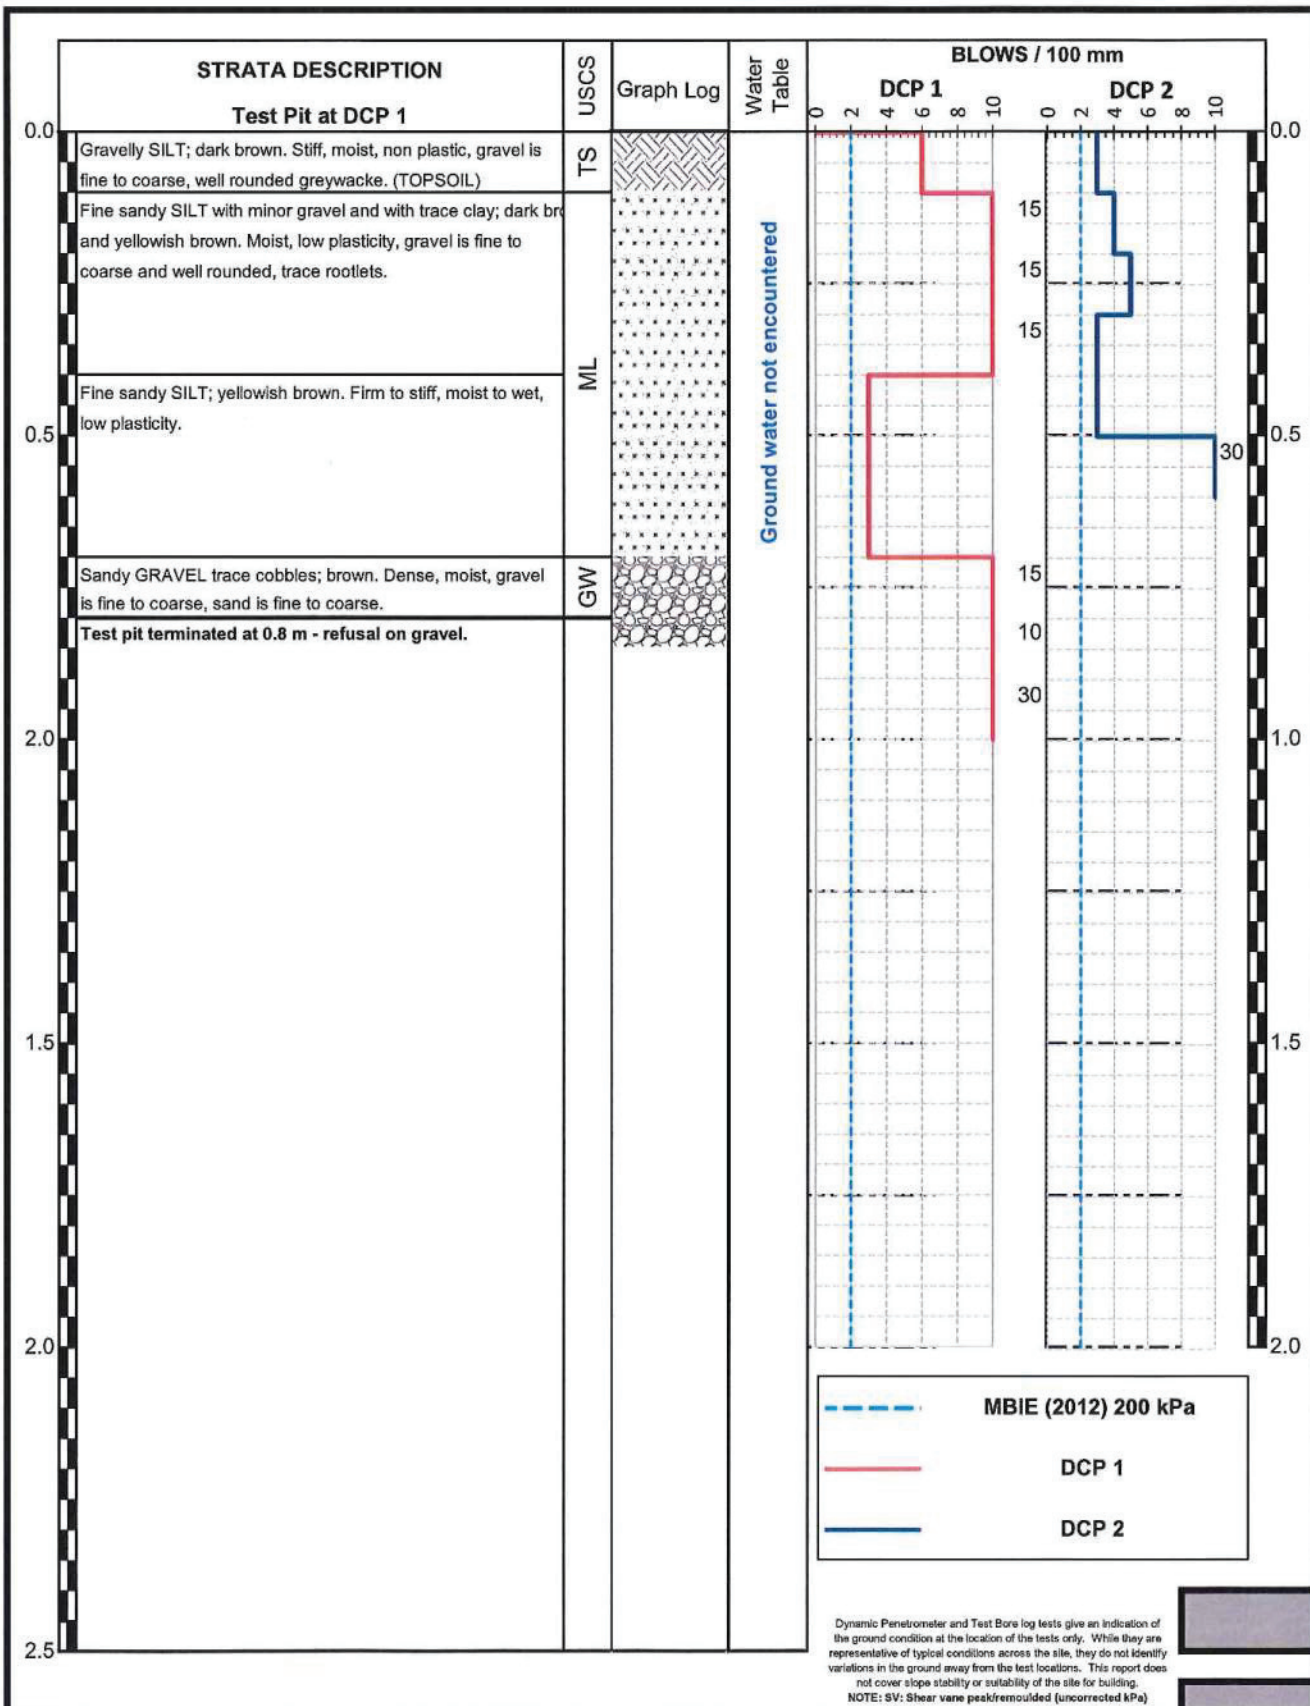 STRATA DESCRIPTION
Test Pit at DCP 1
USCS
Graph Log
Water
Table
BLOWS / 100 mm
DCP 1
DCP 2
0 2 4 6 8 10
0 2 4 6 8 10
0.0
0.0
Gravelly SILT; dark brown. Stiff, moist, non plastic, gravel is
fine to coarse, well rounded greywacke. (TOPSOIL)
TS
Fine sandy SILT with minor gravel and with trace clay; dark bro
and yellowish brown. Moist, low plasticity, gravel is fine to
coarse and well rounded, trace rootlets.
15
15
15
ML
Ground water not encountered
Fine sandy SILT; yellowish brown. Firm to stiff, moist to wet,
low plasticity.
0.5
0.5
30
Sandy GRAVEL trace cobbles; brown. Dense, moist, gravel
is fine to coarse, sand is fine to coarse.
GW
15
Test pit terminated at 0.8 m - refusal on gravel.
10
30
2.0
1.0
1.5
1.5
2.0
2.0
2.5
MBIE (2012) 200 kPa
DCP 1
DCP 2
Dynamic Penetrometer and Test Bore log tests give an indication of
the ground condition at the location of the tests only. While they are
representative of typical conditions across the site, they do not identify
variations in the ground away from the test locations. This report does
not cover slope stability or suitability of the site for building.
NOTE: SV: Shear vane peak/remoulded (uncorrected kPa)